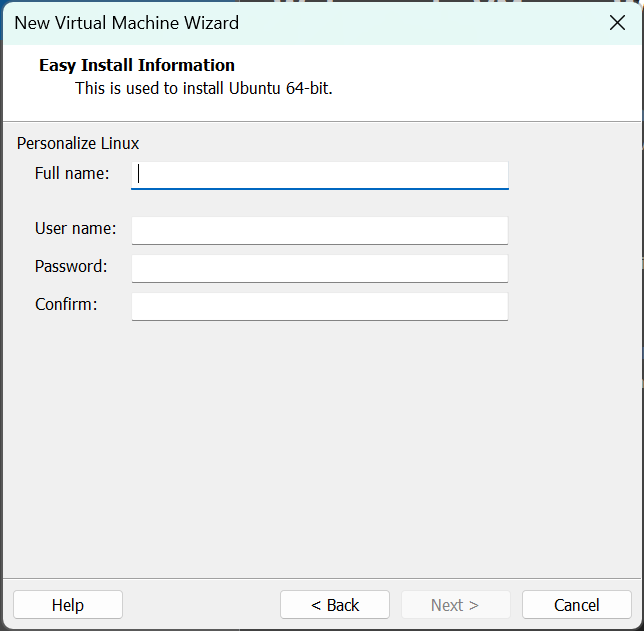 New Virtual Machine Wizard
Easy Install Information
This is used to install Ubuntu 64-bit.
Personalize Linux
Full name:
User name:
Password:
Confirm:
Help
< Back
Next >
Cancel